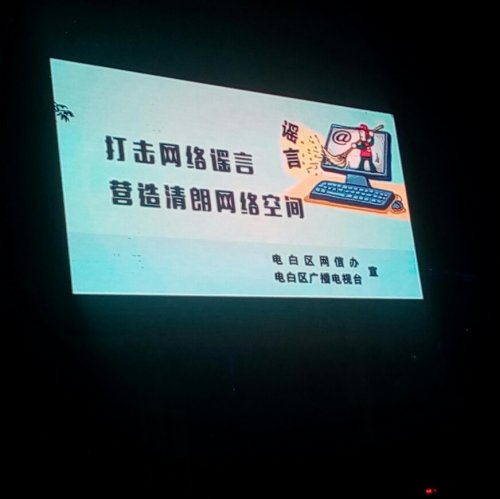 打击网络谣言
营造清朗网络空间
谣言
@
电白区网信办
电白区广播电视台
宣